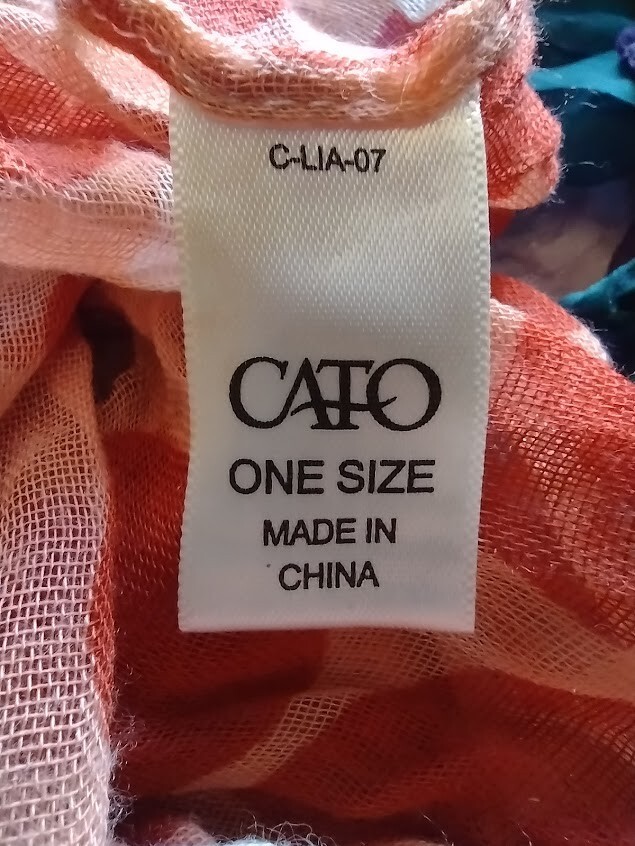 C-LIA-07
CATO
ONE SIZE
MADE IN
CHINA